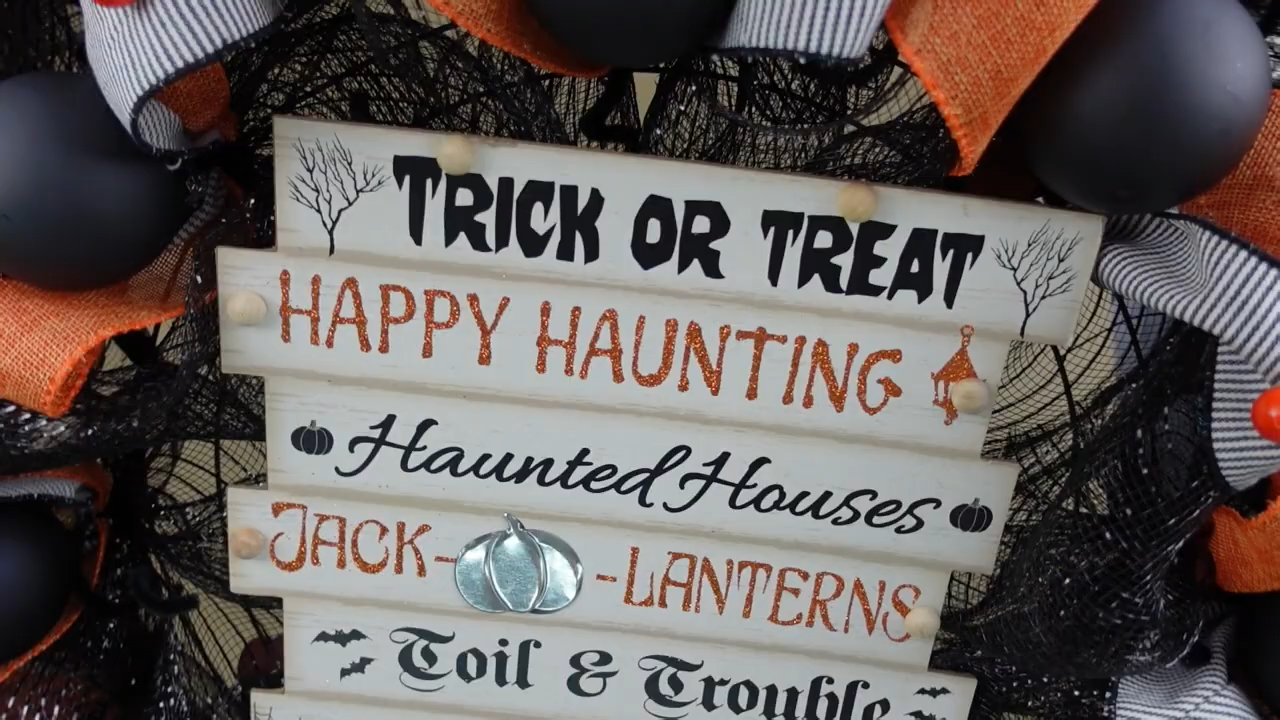 TRICK OR TREAT
HAPPY HAUNTING
Haunted Houses
JACK- -LANTERNS
Toil & Trouble